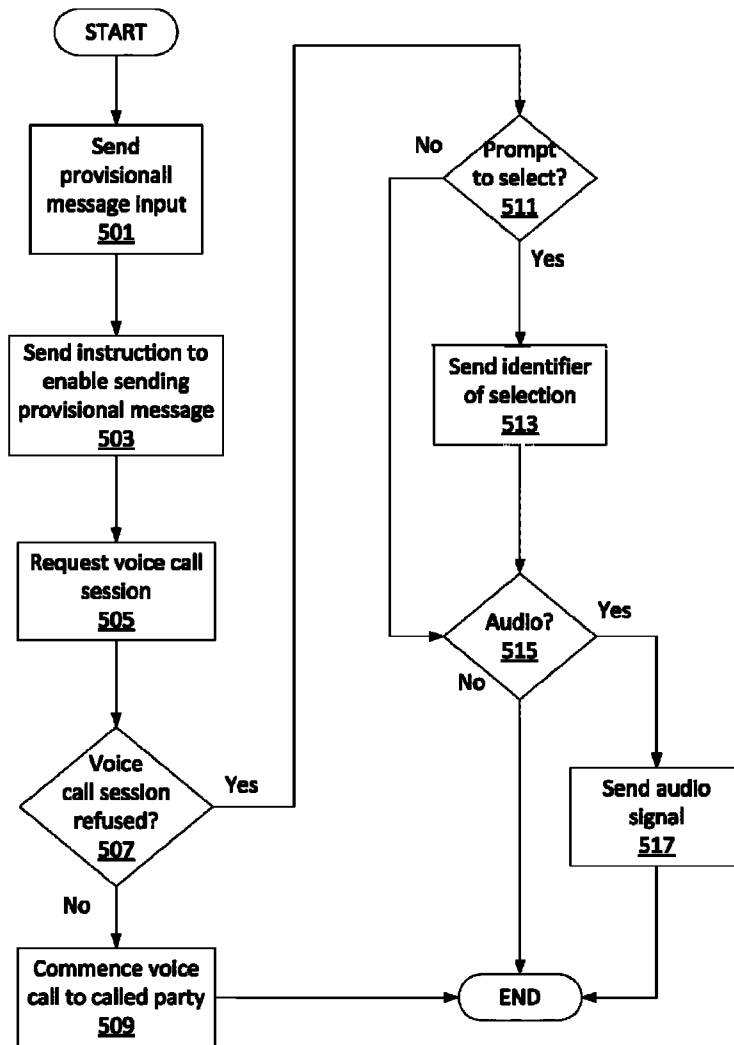 START
Send
provisionall
message input
501
Send instruction to
enable sending
provisional message
503
Request voice call
session
505
Voice
call session
refused?
507
Yes
No
Commence voice
call to called party
509
Prompt
to select?
511
No
Yes
Send identifier
of selection
513
Audio?
515
Yes
No
Send audio
signal
517
END